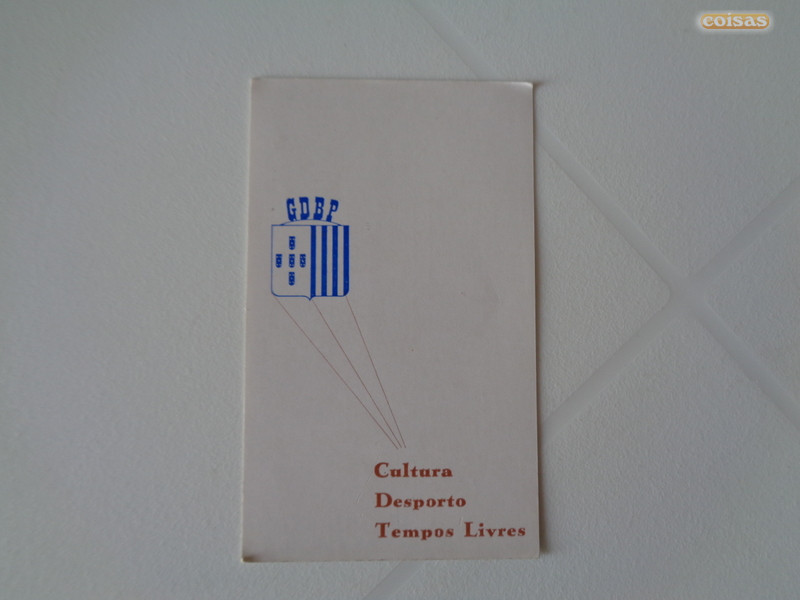 coisas
GDBP
Cultura
Desporto
Tempos Livres